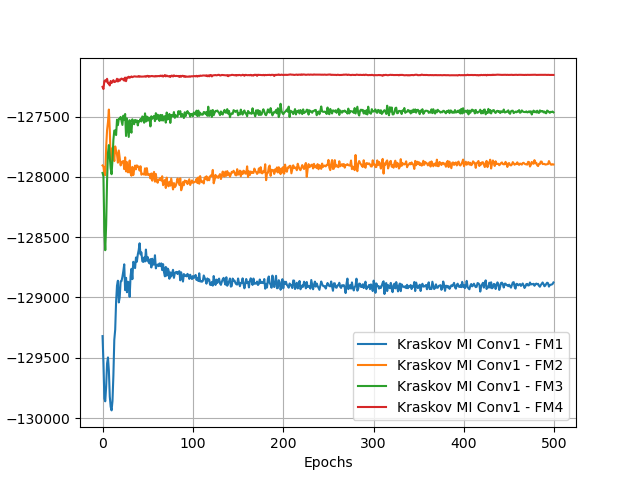 −127500
−128000
−128500
−129000
−129500
−130000
0 100 200 300 400 500
Epochs
Kraskov MI Conv1 - FM1
Kraskov MI Conv1 - FM2
Kraskov MI Conv1 - FM3
Kraskov MI Conv1 - FM4